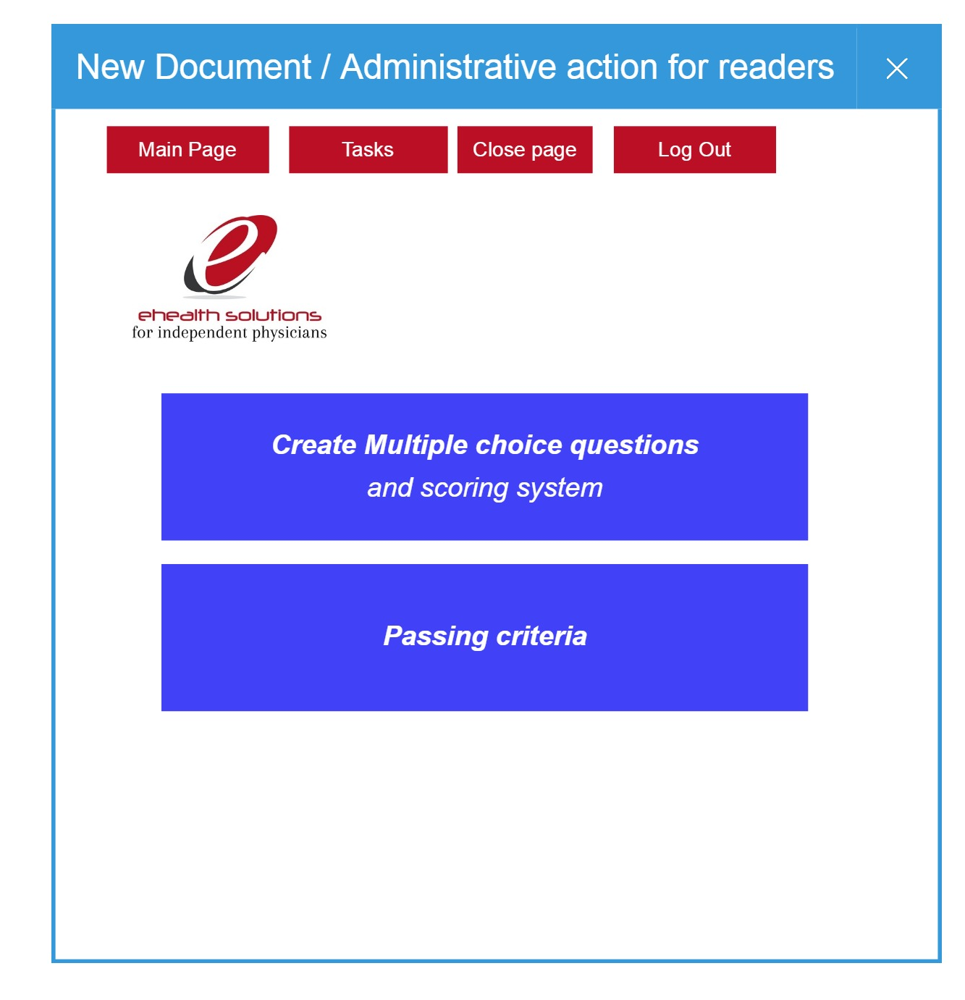 New Document / Administrative action for readers
Main Page
Tasks
Close page
Log Out
e
ehealth solutions
for independent physicians
Create Multiple choice questions
and scoring system
Passing criteria